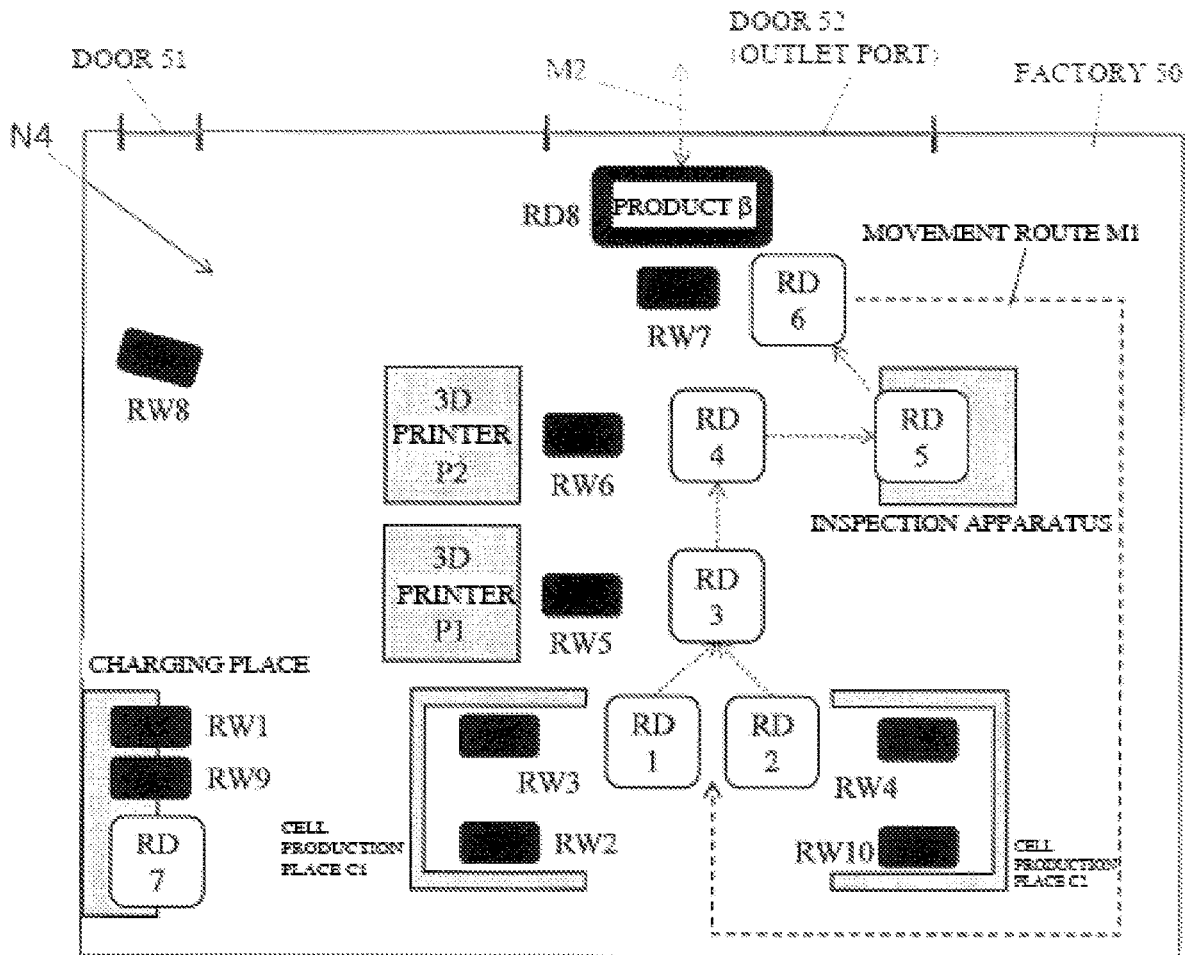 DOOR 52
(OUTLET PORT)
DOOR 51
M2
FACTORY 50
N4
RD8
PRODUCT β
MOVEMENT ROUTE M1
RW7
RD
6
RW8
3D
PRINTER
P2
RW6
RD
4
RD
5
INSPECTION APPARATUS
3D
PRINTER
P1
RW5
RD
3
CHARGING PLACE
RW1
RW9
RD
7
RW3
RD
1
RD
2
RW4
CELL
PRODUCTION
PLACE C1
RW2
RW10
CELL
PRODUCTION
PLACE C2